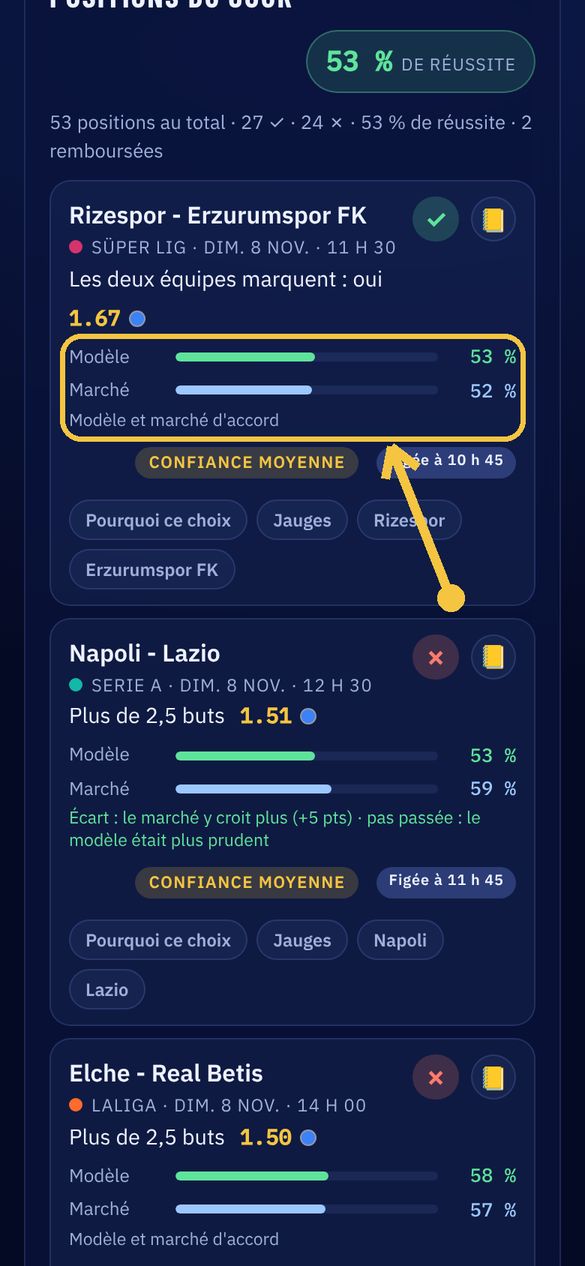 53 % DE RÉUSSITE
53 positions au total · 27 ✓ · 24 × · 53 % de réussite · 2
remboursées
Rizespor - Erzurumspor FK
SÜPER LIG · DIM. 8 NOV. · 11 H 30
Les deux équipes marquent : oui
1.67
Modèle 53 %
Marché 52 %
Modèle et marché d'accord
CONFIANCE MOYENNE à 10 h 45
Pourquoi ce choix Jauges Rizespor
Erzurumspor FK
Napoli - Lazio
SERIE A · DIM. 8 NOV. · 12 H 30
Plus de 2,5 buts 1.51
Modèle 53 %
Marché 59 %
Écart : le marché y croit plus (+5 pts) · pas passée : le
modèle était plus prudent
CONFIANCE MOYENNE Figée à 11 h 45
Pourquoi ce choix Jauges Napoli
Lazio
Elche - Real Betis
LALIGA · DIM. 8 NOV. · 14 H 00
Plus de 2,5 buts 1.50
Modèle 58 %
Marché 57 %
Modèle et marché d'accord